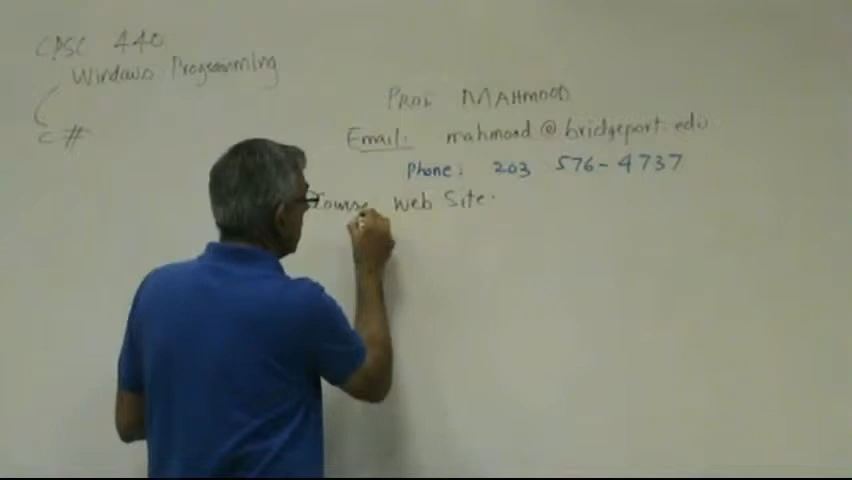 CPSC 440
Windows Programming
C#
Prof MAHMOOD
Email: mahmood@bridgeport.edu
Phone: 203 576-4737
Course Web Site.